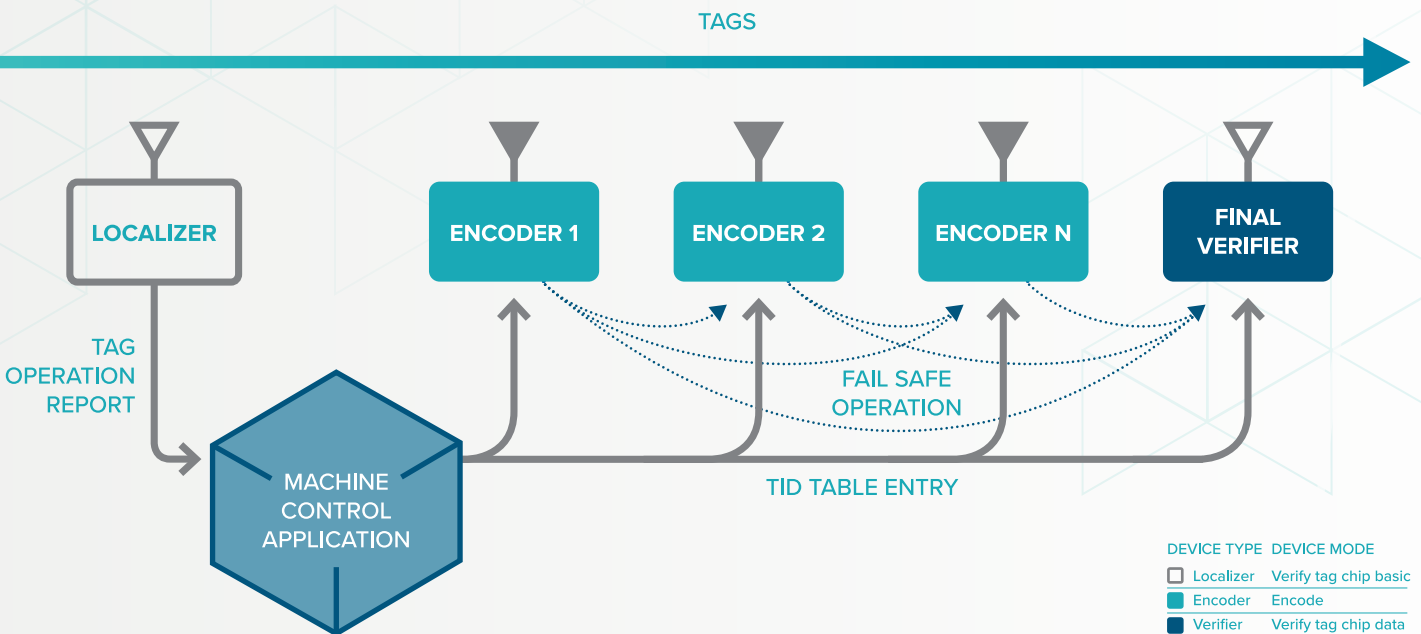 TAGS
LOCALIZER
ENCODER 1
ENCODER 2
ENCODER N
FINAL
VERIFIER
TAG
OPERATION
REPORT
FAIL SAFE
OPERATION
MACHINE
CONTROL
APPLICATION
TID TABLE ENTRY
DEVICE TYPE DEVICE MODE
Localizer Verify tag chip basic
Encoder Encode
Verifier Verify tag chip data